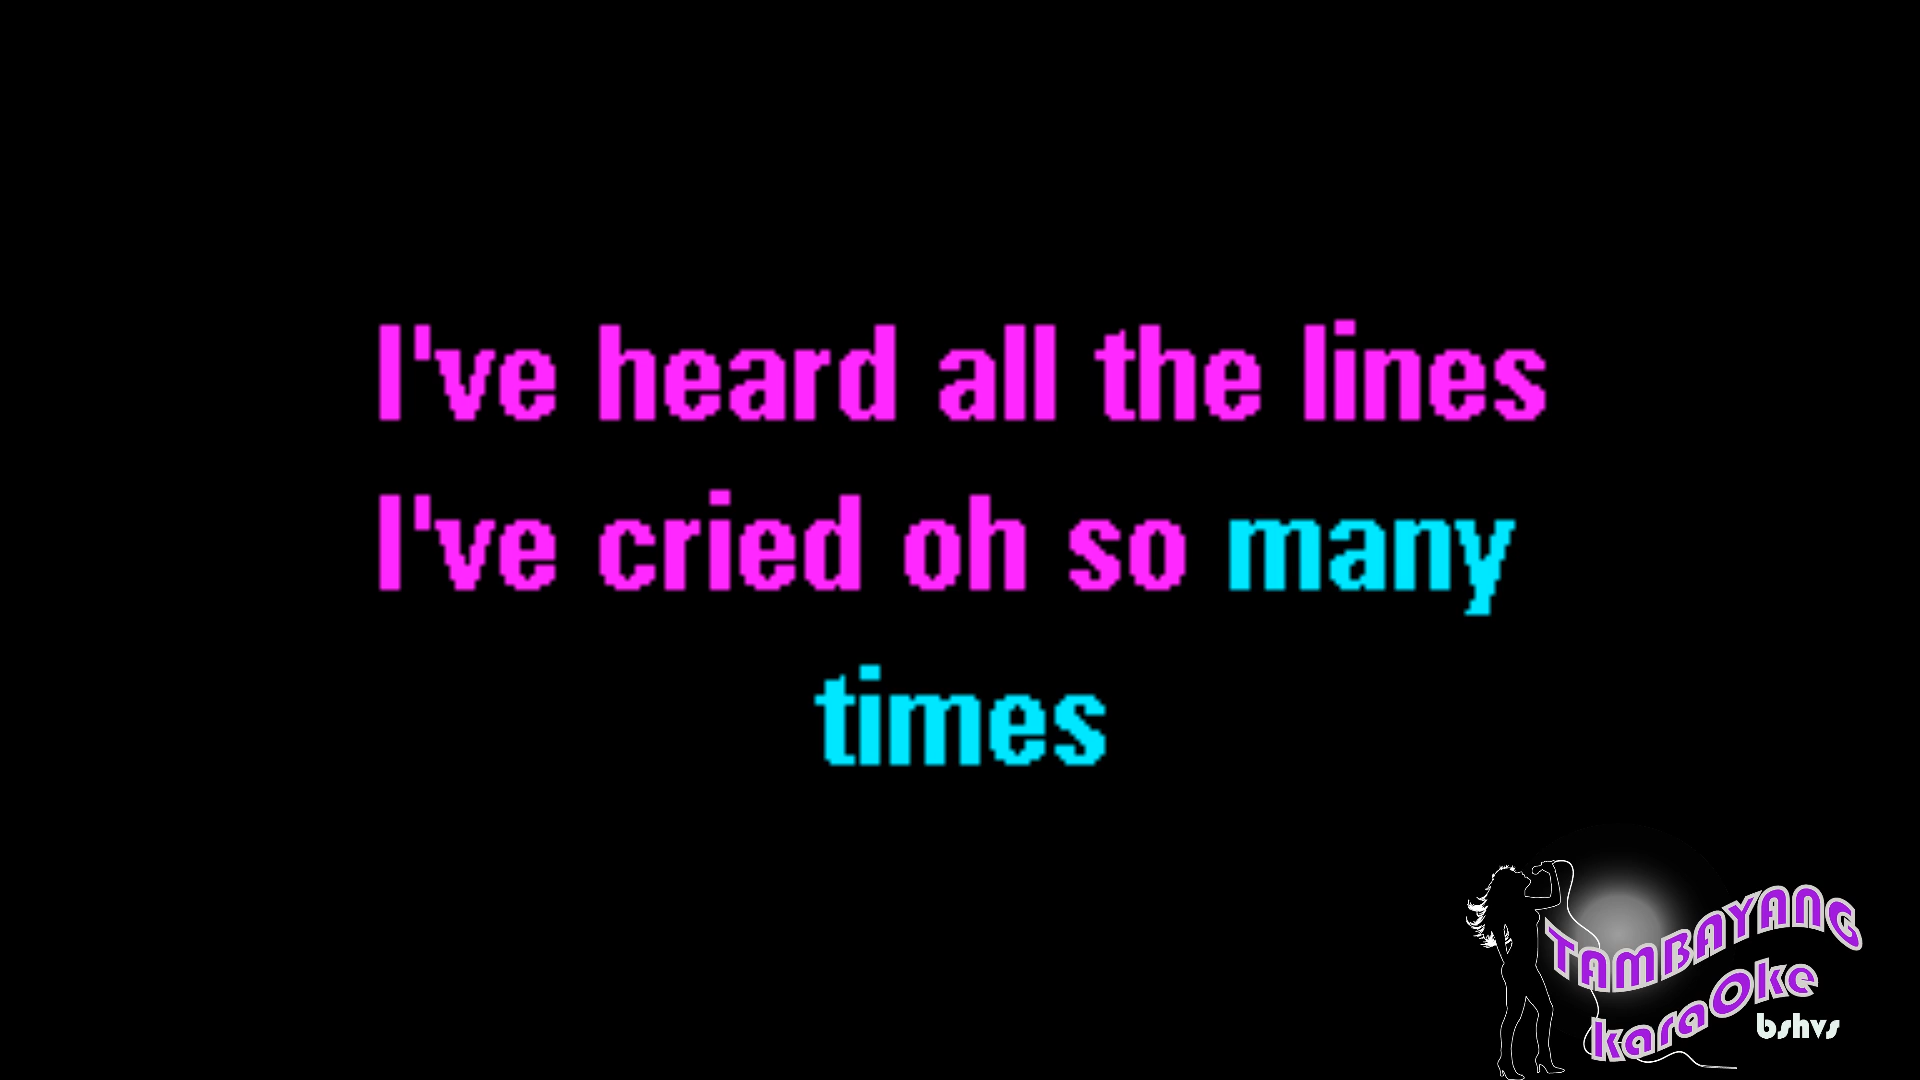 I've heard all the lines
I've cried oh so many
times
TAMBAYANG
karaOke
bshvs